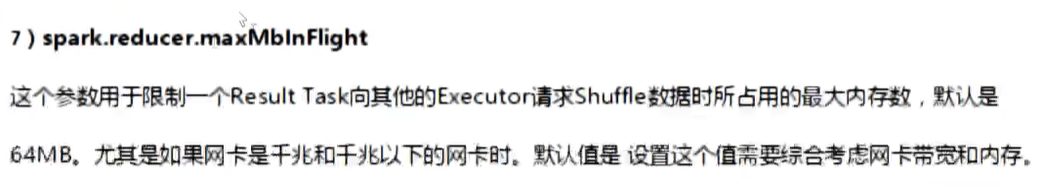 7）spark.reducer.maxMbInFlight
这个参数用于限制一个Result Task向其他的Executor请求Shuffle数据时所占用的最大内存数，默认是
64MB。尤其是如果网卡是千兆和千兆以下的网卡时。默认值是 设置这个值需要综合考虑网卡带宽和内存。